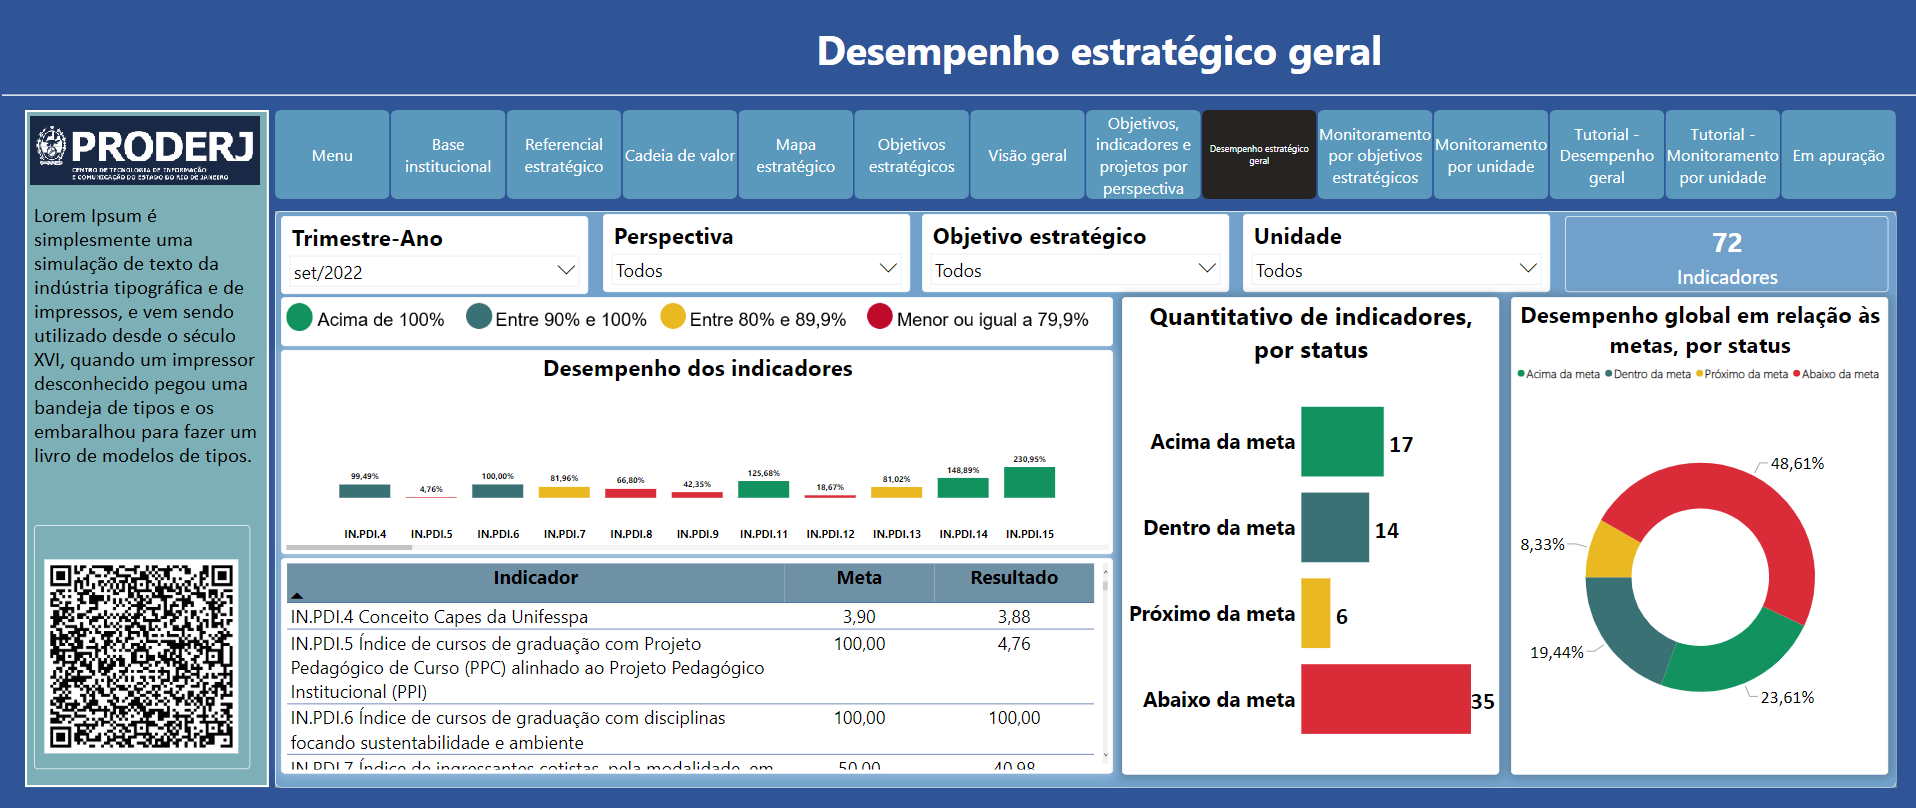 Desempenho estratégico geral
PRODERJ
CENTRO DE TECNOLOGIA DE INFORMAÇÃO
E COMUNICAÇÃO DO ESTADO DO RIO DE JANEIRO
Lorem Ipsum é
simplesmente uma
simulação de texto da
indústria tipográfica e de
impressos, e vem sendo
utilizado desde o século
XVI, quando um impressor
desconhecido pegou uma
bandeja de tipos e os
embaralhou para fazer um
livro de modelos de tipos.
Menu
Base
institucional
Referencial
estratégico
Cadeia de valor
Mapa
estratégico
Objetivos
estratégicos
Visão geral
Objetivos,
indicadores e
projetos por
perspectiva
Desempenho estratégico
geral
Monitoramento
por objetivos
estratégicos
Monitoramento
por unidade
Tutorial -
Desempenho
geral
Tutorial -
Monitoramento
por unidade
Em apuração
Trimestre-Ano
set/2022
Perspectiva
Todos
Objetivo estratégico
Todos
Unidade
Todos
72
Indicadores
Acima de 100% Entre 90% e 100% Entre 80% e 89,9% Menor ou igual a 79,9%
Desempenho dos indicadores
99,49% 4,76% 100,00% 81,96% 66,80% 42,35% 125,68% 18,67% 81,02% 148,89% 230,95%
IN.PDI.4 IN.PDI.5 IN.PDI.6 IN.PDI.7 IN.PDI.8 IN.PDI.9 IN.PDI.11 IN.PDI.12 IN.PDI.13 IN.PDI.14 IN.PDI.15
Indicador Meta Resultado
IN.PDI.4 Conceito Capes da Unifesspa 3,90 3,88
IN.PDI.5 Índice de cursos de graduação com Projeto 100,00 4,76
Pedagógico de Curso (PPC) alinhado ao Projeto Pedagógico
Institucional (PPI)
IN.PDI.6 Índice de cursos de graduação com disciplinas 100,00 100,00
focando sustentabilidade e ambiente
IN.PDI.7 Índice de ingressantes cotistas, pela modalidade, em 50,00 40,98
Quantitativo de indicadores,
por status
Acima da meta 17
Dentro da meta 14
Próximo da meta 6
Abaixo da meta 35
Desempenho global em relação às
metas, por status
Acima da meta Dentro da meta Próximo da meta Abaixo da meta
48,61%
8,33%
19,44%
23,61%